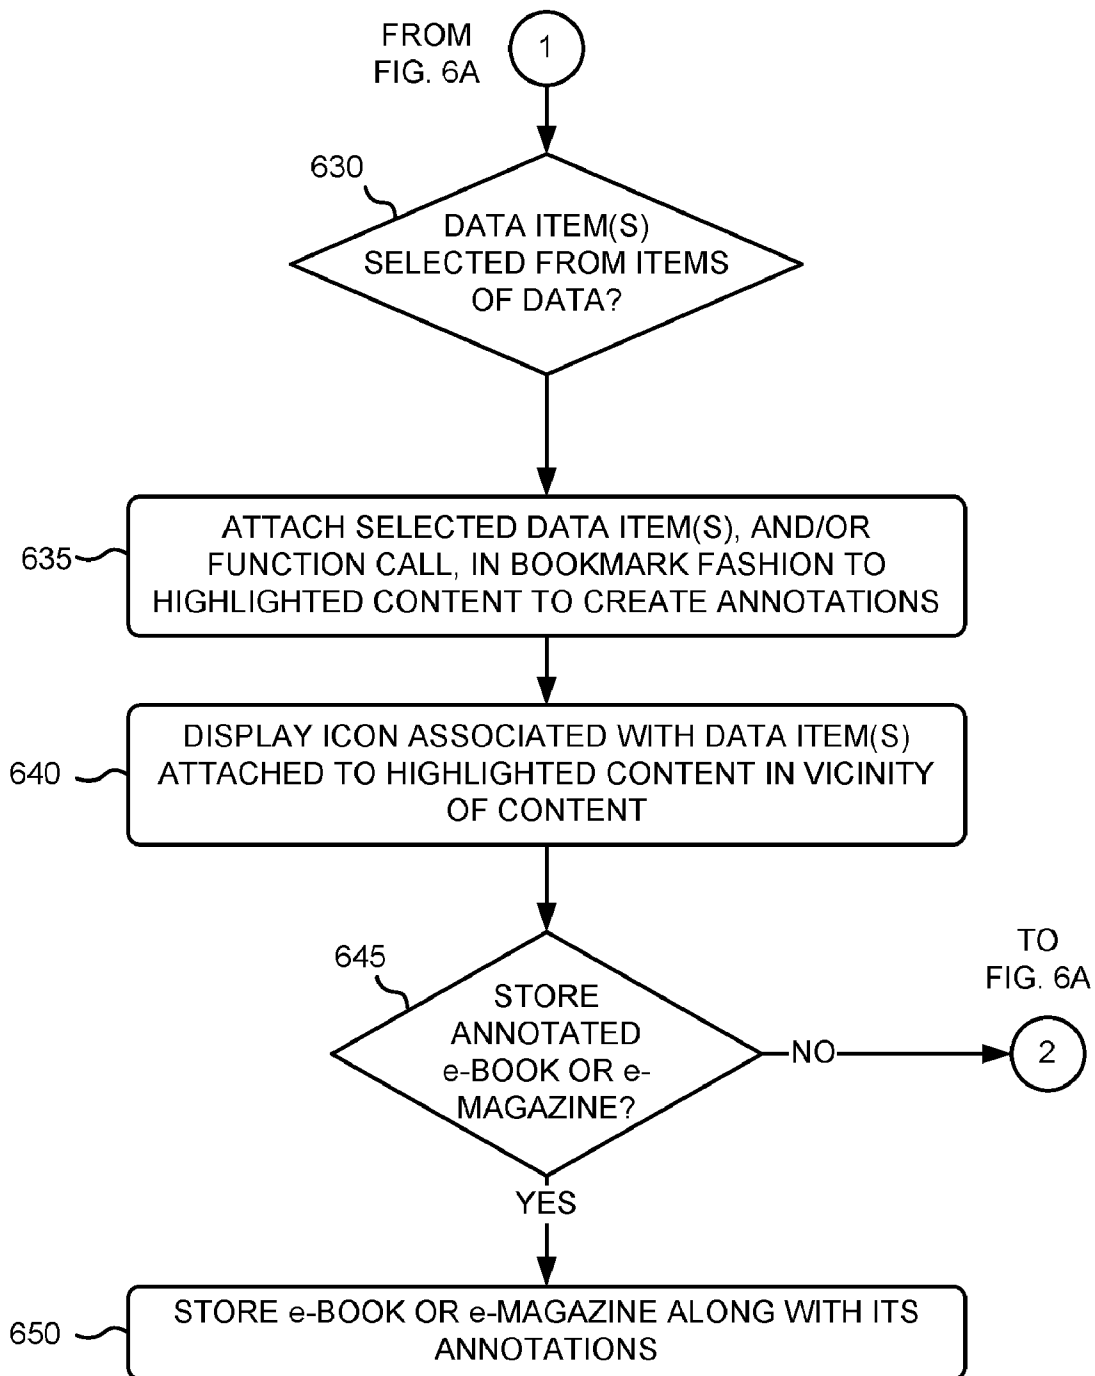 FROM
FIG. 6A
1
630
DATA ITEM(S)
SELECTED FROM ITEMS
OF DATA?
635
ATTACH SELECTED DATA ITEM(S), AND/OR
FUNCTION CALL, IN BOOKMARK FASHION TO
HIGHLIGHTED CONTENT TO CREATE ANNOTATIONS
640
DISPLAY ICON ASSOCIATED WITH DATA ITEM(S)
ATTACHED TO HIGHLIGHTED CONTENT IN VICINITY
OF CONTENT
645
STORE
ANNOTATED
e-BOOK OR e-
MAGAZINE?
NO
TO
FIG. 6A
2
YES
650
STORE e-BOOK OR e-MAGAZINE ALONG WITH ITS
ANNOTATIONS